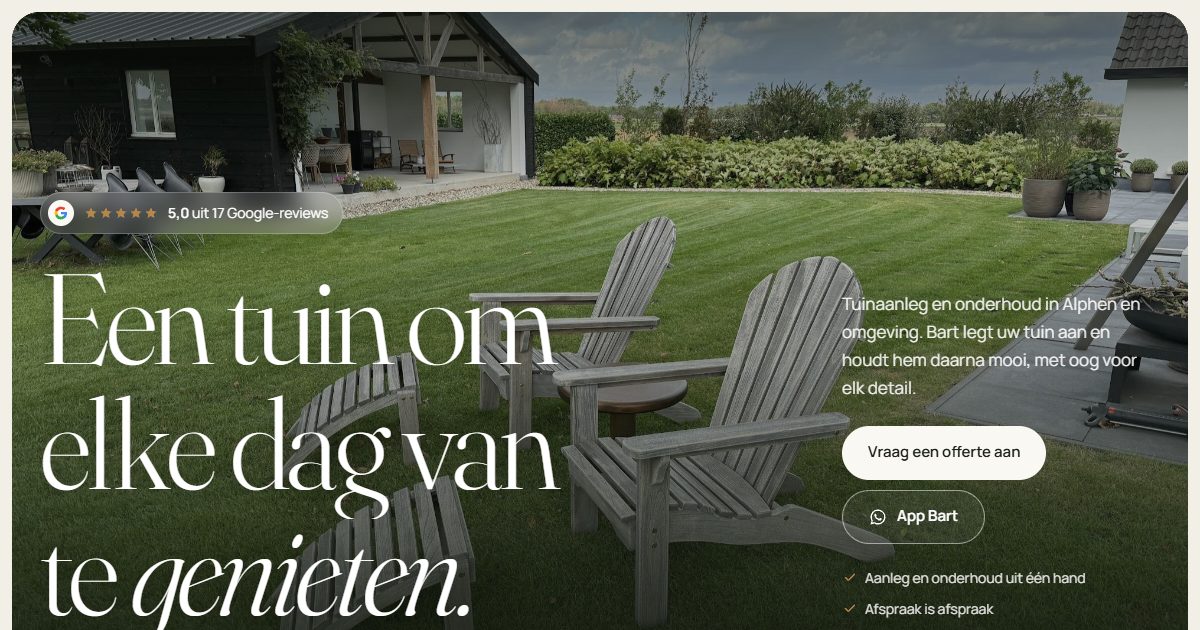 5,0 uit 17 Google-reviews
Een tuin om
elke dag van
te genieten.
Tuinaanleg en onderhoud in Alphen en
omgeving. Bart legt uw tuin aan en
houdt hem daarna mooi, met oog voor
elk detail.
Vraag een offerte aan
App Bart
Aanleg en onderhoud uit één hand
Afspraak is afspraak